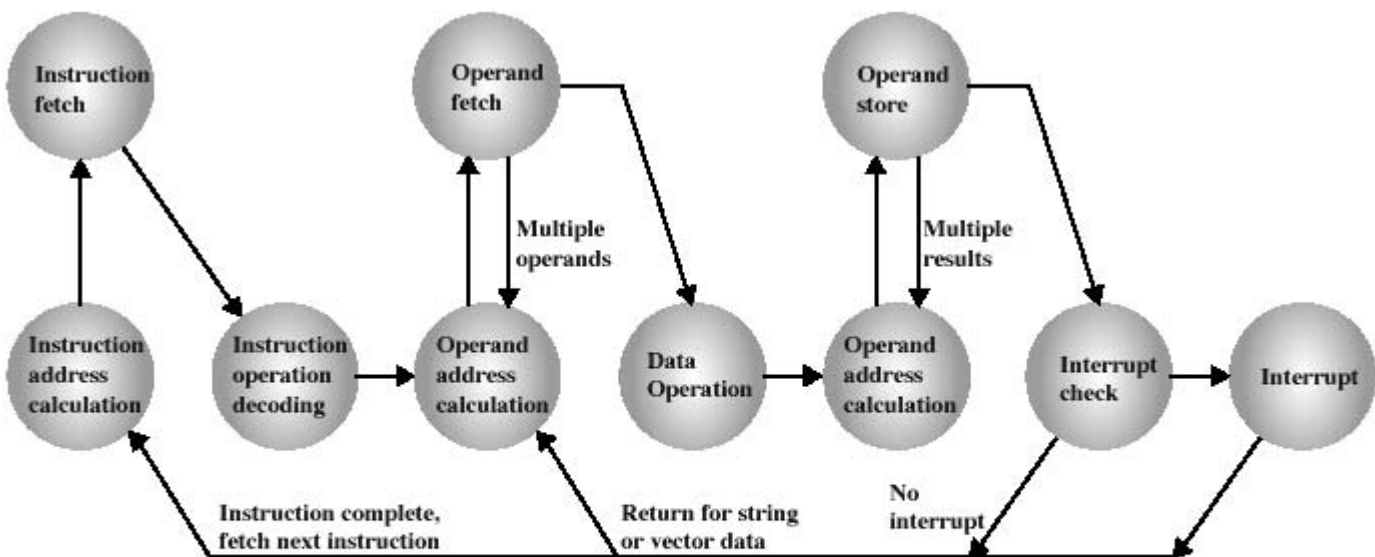 Instruction
fetch
Operand
fetch
Operand
store
Multiple
operands
Multiple
results
Instruction
address
calculation
Instruction
operation
decoding
Operand
address
calculation
Data
Operation
Operand
address
calculation
Interrupt
check
Interrupt
Instruction complete,
fetch next instruction
Return for string
or vector data
No
interrupt